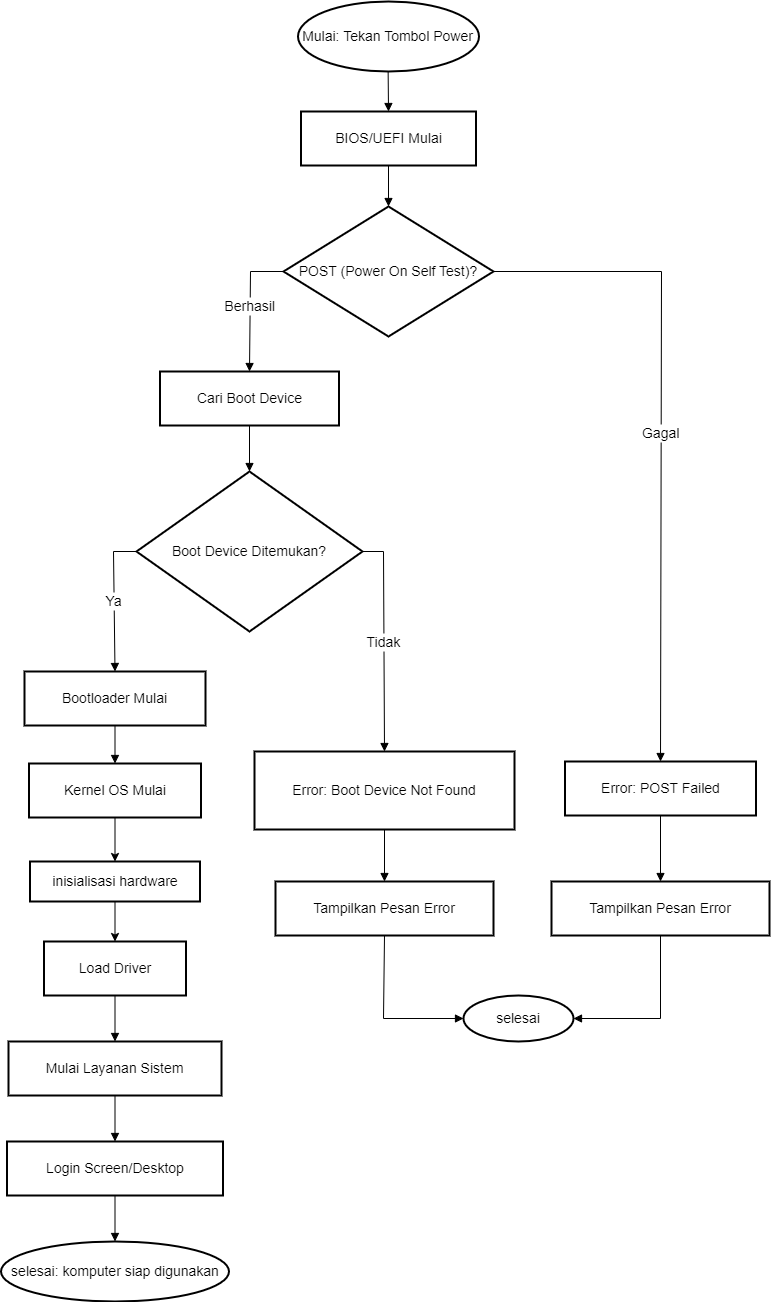 Mulai: Tekan Tombol Power
BIOS/UEFI Mulai
POST (Power On Self Test)?
Berhasil
Gagal
Cari Boot Device
Boot Device Ditemukan?
Ya
Tidak
Bootloader Mulai
Kernel OS Mulai
inisialisasi hardware
Load Driver
Mulai Layanan Sistem
Login Screen/Desktop
selesai: komputer siap digunakan
Error: Boot Device Not Found
Tampilkan Pesan Error
Error: POST Failed
Tampilkan Pesan Error
selesai